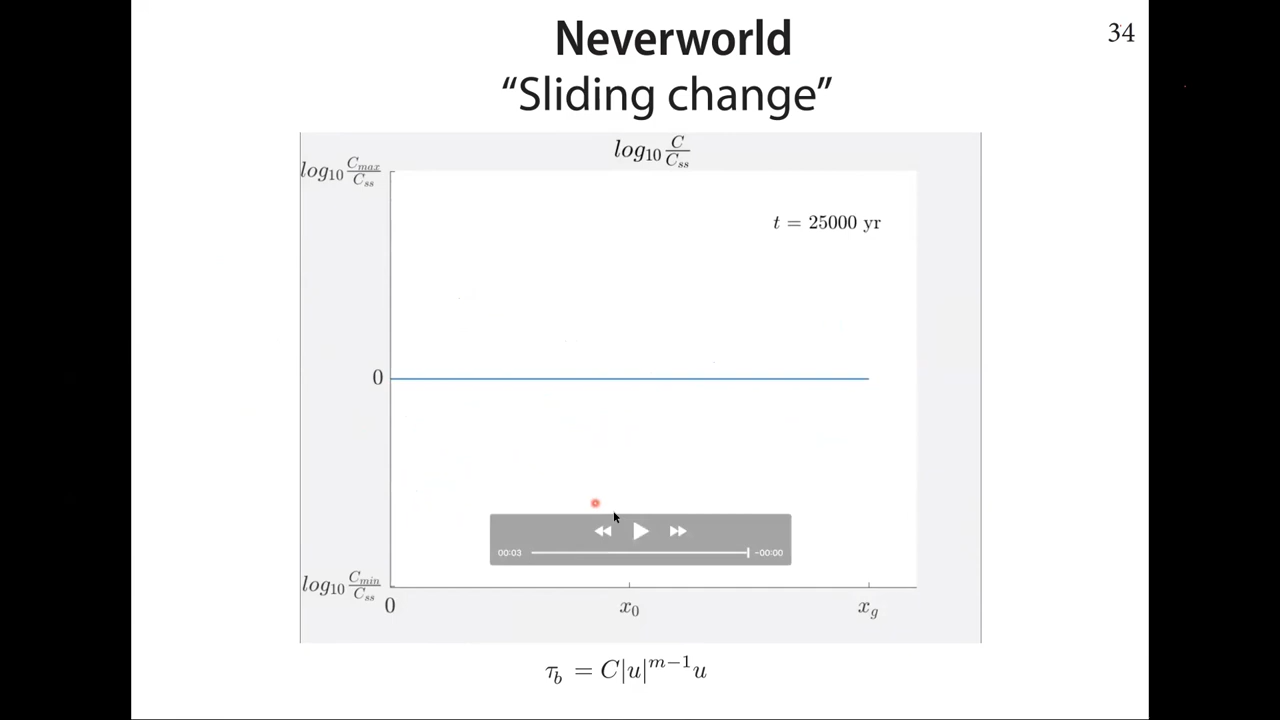 Neverworld
34
“Sliding change”
log₁₀ C/Cₛₛ
log₁₀ Cₘₐₓ/Cₛₛ
t = 25000 yr
0
00:03
-00:00
log₁₀ Cₘᵢₙ/Cₛₛ
0 x₀ x_g
τ_b = C|u|^{m−1}u